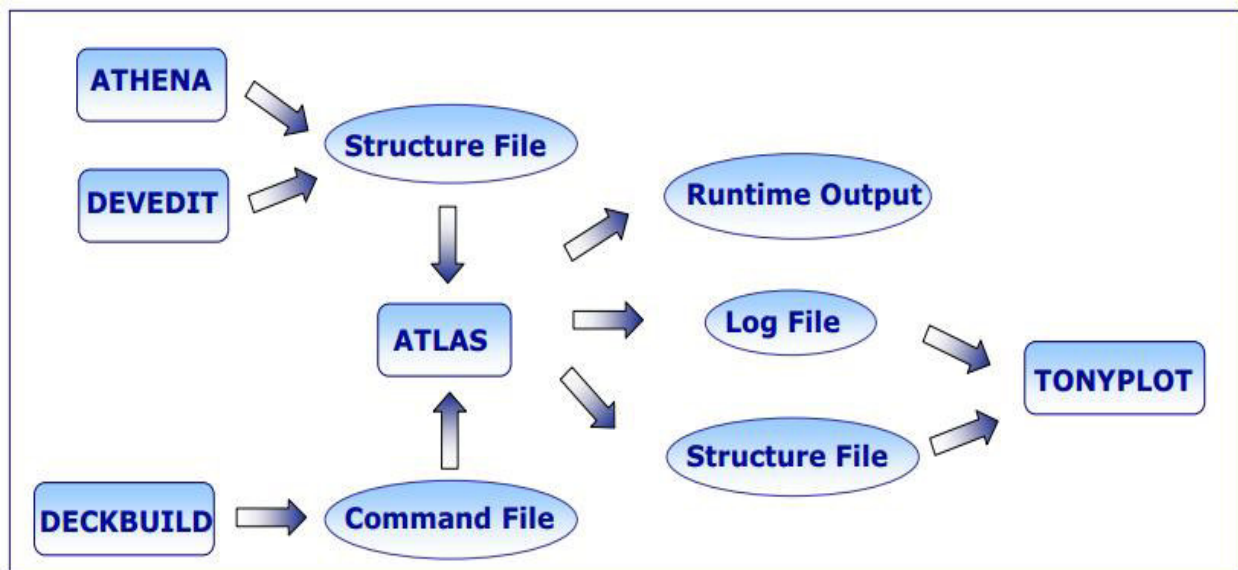 ATHENA
Structure File
DEVEDIT
Runtime Output
ATLAS
Log File
TONYPLOT
Structure File
DECKBUILD
Command File